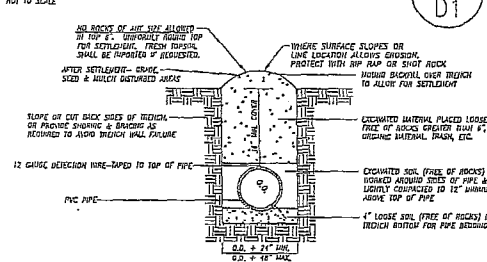 NOT TO SCALE
D1
NO ROCKS OF ANY SIZE ALLOWED
IN TOP 6". UNIFORMLY ROUND TOP
FOR SETTLEMENT. FRESH TOPSOIL
SHALL BE IMPORTED IF REQUESTED.
AFTER SETTLEMENT- GRADE,
SEED & MULCH DISTURBED AREAS
SLOPE OR CUT BACK SIDES OF TRENCH,
OR PROVIDE SHORING & BRACING AS
REQUIRED TO AVOID TRENCH WALL FAILURE
12 GAUGE DETECTION WIRE-TAPED TO TOP OF PIPE
PVC PIPE
WHERE SURFACE SLOPES OR
LINE LOCATION ALLOWS EROSION,
PROTECT WITH RIP RAP OR SHOT ROCK
MOUND BACKFILL OVER TRENCH
TO ALLOW FOR SETTLEMENT
EXCAVATED MATERIAL PLACED LOOSE
FREE OF ROCKS GREATER THAN 6",
ORGANIC MATERIAL, TRASH, ETC.
EXCAVATED SOIL (FREE OF ROCKS)
WORKED AROUND SIDES OF PIPE &
LIGHTLY COMPACTED TO 12"
ABOVE TOP OF PIPE
4" LOOSE SOIL (FREE OF ROCKS)
TRENCH BOTTOM FOR PIPE BEDDING
MIN. COVER
O.D. + 24" MIN.
O.D. + 18" MAX.